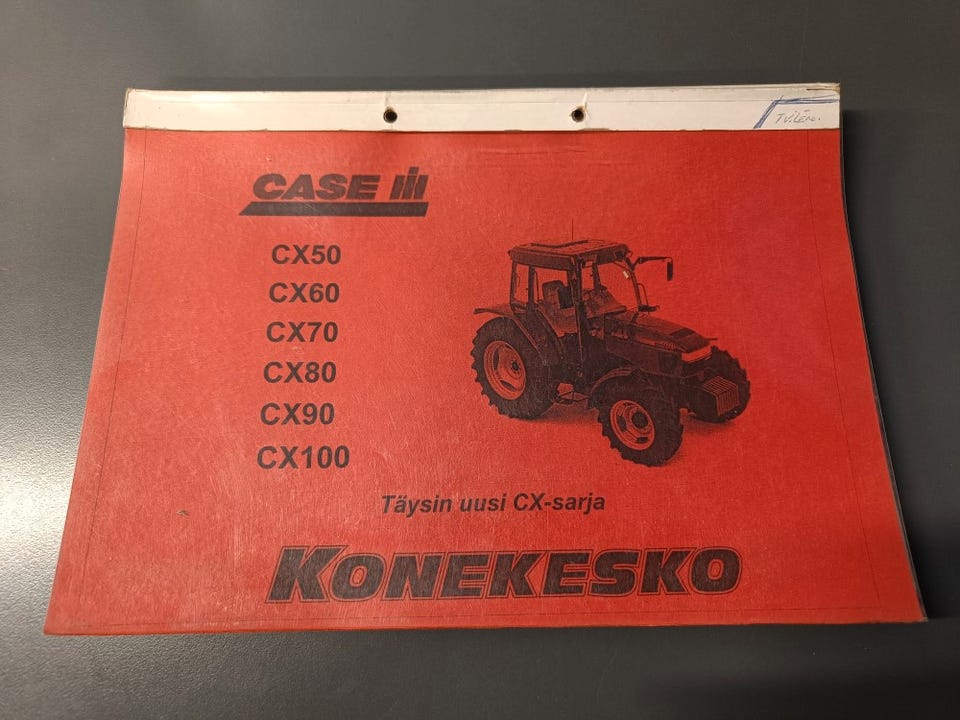 CASE IH
CX50
CX60
CX70
CX80
CX90
CX100
Täysin uusi CX-sarja
KONEKESKO